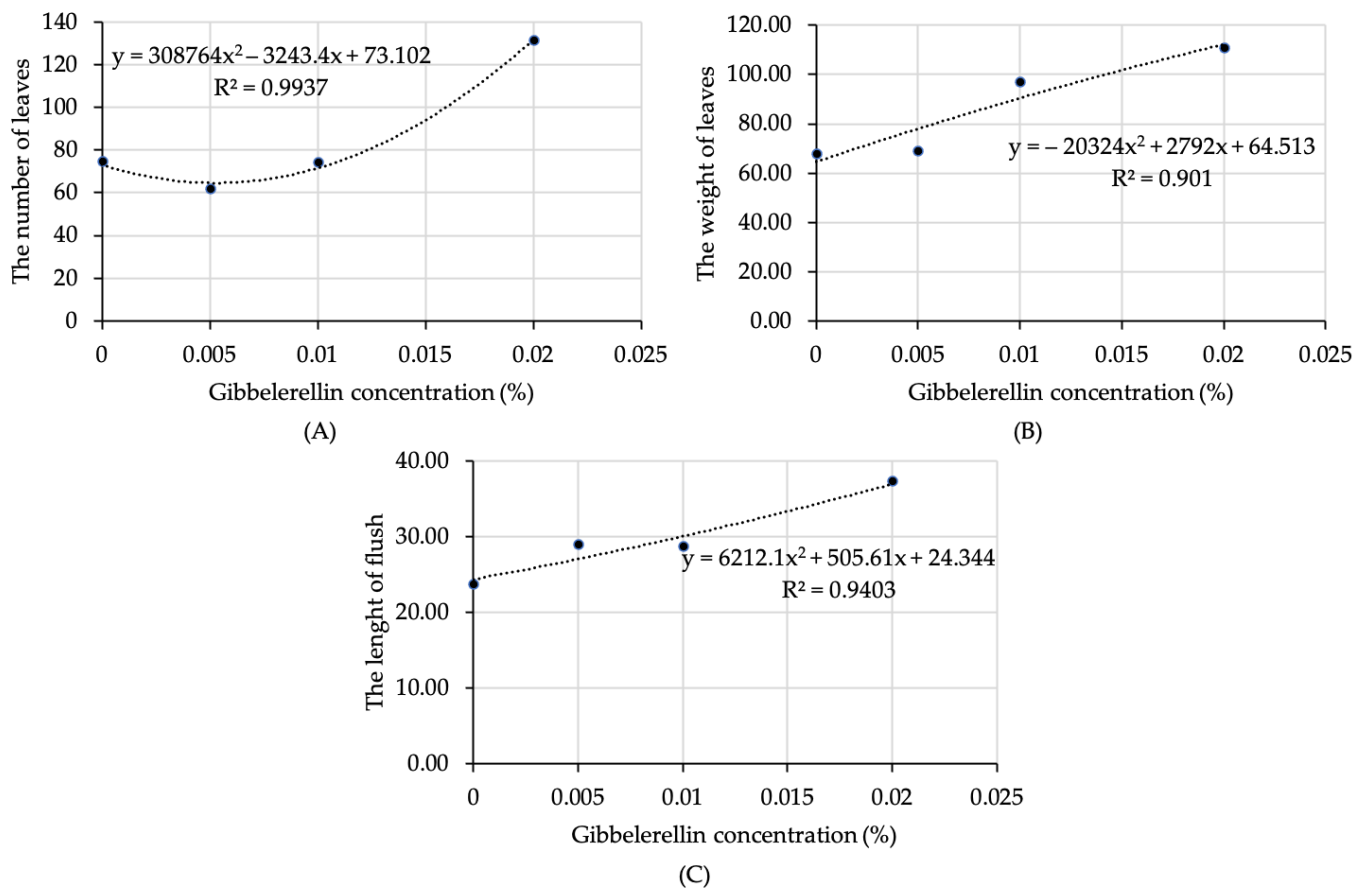 140
120
100
80
60
40
20
0
The number of leaves
y = 308764x² – 3243.4x + 73.102
R² = 0.9937
0 0.005 0.01 0.015 0.02 0.025
Gibbelerellin concentration (%)
(A)
120.00
100.00
80.00
60.00
40.00
20.00
0.00
The weight of leaves
y = – 20324x² + 2792x + 64.513
R² = 0.901
0 0.005 0.01 0.015 0.02 0.025
Gibbelerellin concentration (%)
(B)
40.00
30.00
20.00
10.00
0.00
The lenght of flush
y = 6212.1x² + 505.61x + 24.344
R² = 0.9403
0 0.005 0.01 0.015 0.02 0.025
Gibbelerellin concentration (%)
(C)